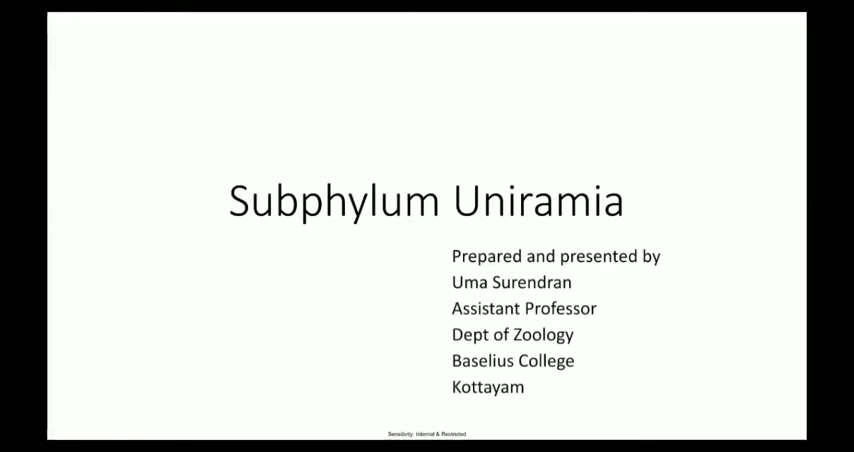 Subphylum Uniramia
Prepared and presented by
Uma Surendran
Assistant Professor
Dept of Zoology
Baselius College
Kottayam
Sensitivity: Internal & Restricted